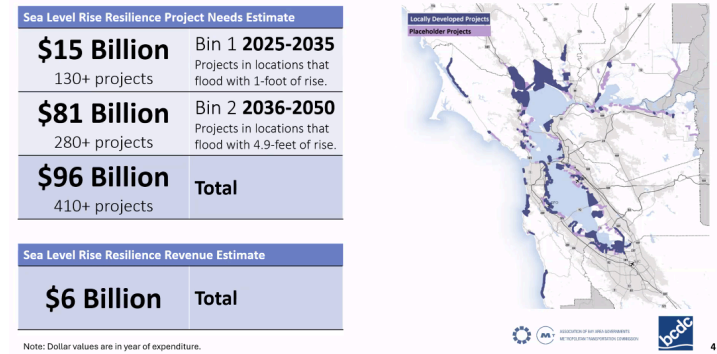 Sea Level Rise Resilience Project Needs Estimate
$15 Billion
130+ projects
Bin 1 2025-2035
Projects in locations that
flood with 1-foot of rise.
$81 Billion
280+ projects
Bin 2 2036-2050
Projects in locations that
flood with 4.9-feet of rise.
$96 Billion
410+ projects
Total
Sea Level Rise Resilience Revenue Estimate
$6 Billion
Total
Note: Dollar values are in year of expenditure.
Locally Developed Projects
Placeholder Projects
ASSOCIATION OF BAY AREA GOVERNMENTS
METROPOLITAN TRANSPORTATION COMMISSION
bcdc
4